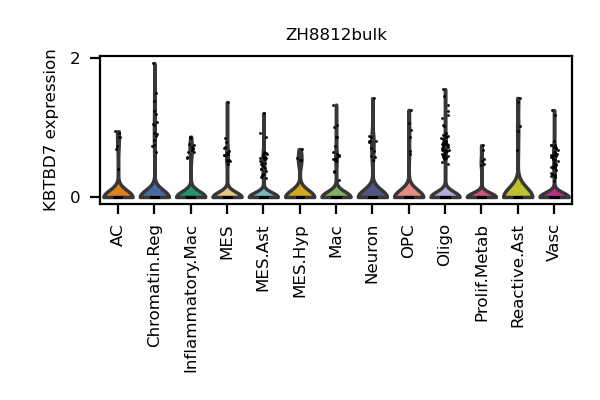 ZH8812bulk
KBTBD7 expression
2
0
AC
Chromatin.Reg
Inflammatory.Mac
MES
MES.Ast
MES.Hyp
Mac
Neuron
OPC
Oligo
Prolif.Metab
Reactive.Ast
Vasc